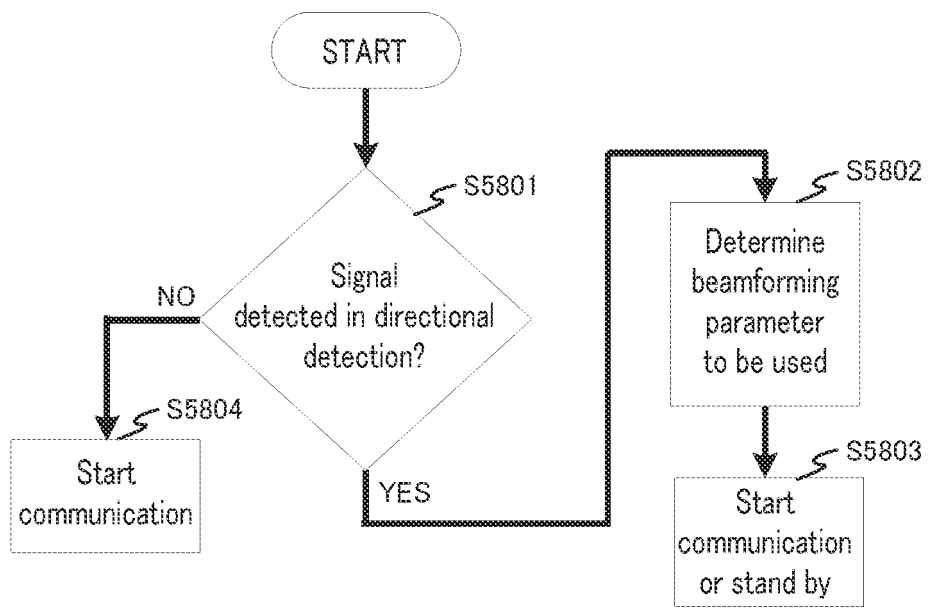 START
S5801
Signal
detected in directional
detection?
NO
YES
S5802
Determine
beamforming
parameter
to be used
S5803
Start
communication
or stand by
S5804
Start
communication